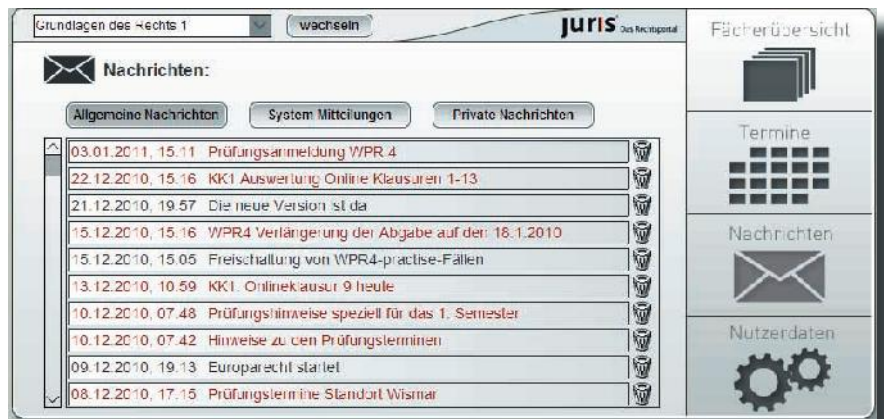 Grundlagen des Rechts 1
wechseln
juris Das Rechtsportal
Nachrichten:
Allgemeine Nachrichten
System Mitteilungen
Private Nachrichten
03.01.2011, 15.11 Prüfungsanmeldung WPR 4
22.12.2010, 15.16 KK1 Auswertung Online Klausuren 1-13
21.12.2010, 19.57 Die neue Version ist da
15.12.2010, 15.16 WPR4 Verlängerung der Abgabe auf den 18.1.2010
15.12.2010, 15.05 Freischaltung von WPR4-practise-Fällen
13.12.2010, 10.59 KK1. Onlineklausur 9 heute
10.12.2010, 07.48 Prüfungshinweise speziell für das 1. Semester
10.12.2010, 07.42 Hinweise zu den Prüfungsterminen
09.12.2010, 19.13 Europarecht startet
08.12.2010, 17.15 Prüfungstermine Standort Wismar
Fächerübersicht
Termine
Nachrichten
Nutzerdaten